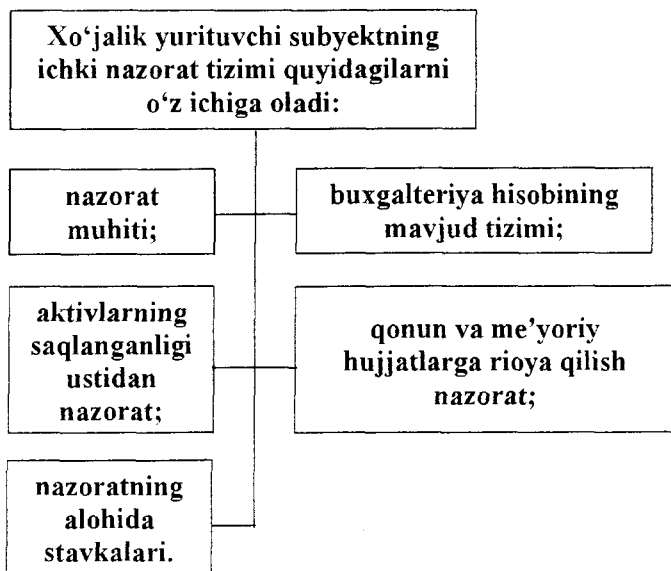 Xo‘jalik yurituvchi subyektning
ichki nazorat tizimi quyidagilarni
o‘z ichiga oladi:
nazorat
muhiti;
buxgalteriya hisobining
mavjud tizimi;
aktivlarning
saqlanganligi
ustidan
nazorat;
qonun va me’yoriy
hujjatlarga rioya qilish
nazorat;
nazoratning
alohida
stavkalari.